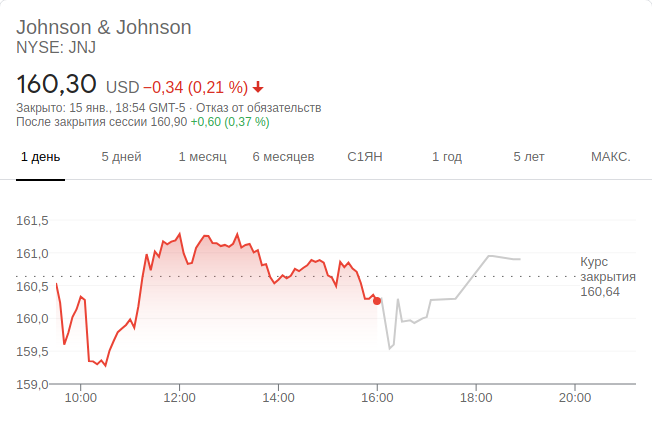 Johnson & Johnson
NYSE: JNJ
160,30 USD −0,34 (0,21 %)
Закрыто: 15 янв., 18:54 GMT-5 · Отказ от обязательств
После закрытия сессии 160,90 +0,60 (0,37 %)
1 день 5 дней 1 месяц 6 месяцев С1ЯН 1 год 5 лет МАКС.
161,5
161,0
160,5
160,0
159,5
159,0
Курс
закрытия
160,64
10:00 12:00 14:00 16:00 18:00 20:00